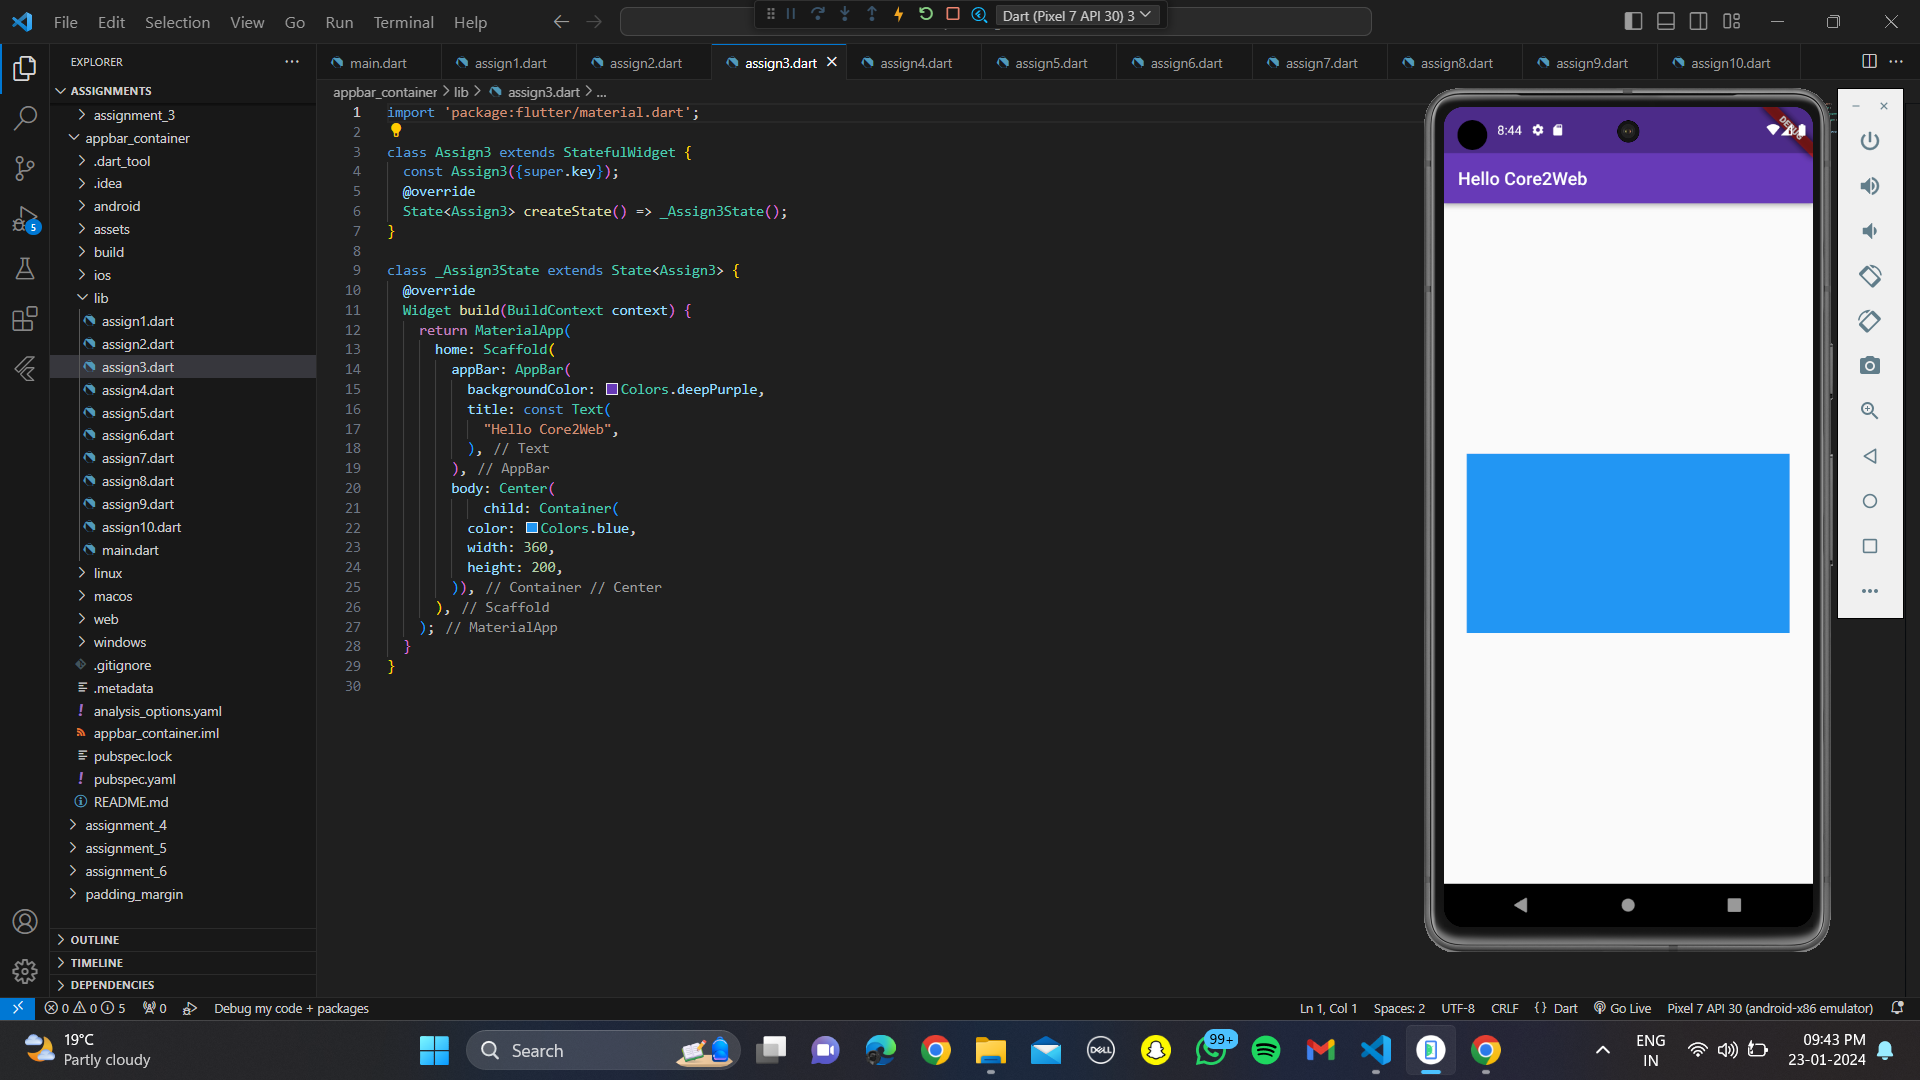 File Edit Selection View Go Run Terminal Help
Dart (Pixel 7 API 30) 3
EXPLORER
main.dart assign1.dart assign2.dart assign3.dart assign4.dart assign5.dart assign6.dart assign7.dart assign8.dart assign9.dart assign10.dart
ASSIGNMENTS
assignment_3
appbar_container
.dart_tool
.idea
android
assets
build
ios
lib
assign1.dart
assign2.dart
assign3.dart
assign4.dart
assign5.dart
assign6.dart
assign7.dart
assign8.dart
assign9.dart
assign10.dart
main.dart
linux
macos
web
windows
.gitignore
.metadata
analysis_options.yaml
appbar_container.iml
pubspec.lock
pubspec.yaml
README.md
assignment_4
assignment_5
assignment_6
padding_margin
OUTLINE
TIMELINE
DEPENDENCIES
5
appbar_container > lib > assign3.dart > ...
1 import 'package:flutter/material.dart';
2
3 class Assign3 extends StatefulWidget {
4 const Assign3({super.key});
5 @override
6 State<Assign3> createState() => _Assign3State();
7 }
8
9 class _Assign3State extends State<Assign3> {
10 @override
11 Widget build(BuildContext context) {
12 return MaterialApp(
13 home: Scaffold(
14 appBar: AppBar(
15 backgroundColor: Colors.deepPurple,
16 title: const Text(
17 "Hello Core2Web",
18 ), // Text
19 ), // AppBar
20 body: Center(
21 child: Container(
22 color: Colors.blue,
23 width: 360,
24 height: 200,
25 )), // Container // Center
26 ), // Scaffold
27 ); // MaterialApp
28 }
29 }
30
8:44
DEBUG
Hello Core2Web
0 0 5 0 Debug my code + packages
Ln 1, Col 1 Spaces: 2 UTF-8 CRLF {} Dart Go Live Pixel 7 API 30 (android-x86 emulator)
19°C
Partly cloudy
Search
DELL
99+
ENG
IN
09:43 PM
23-01-2024